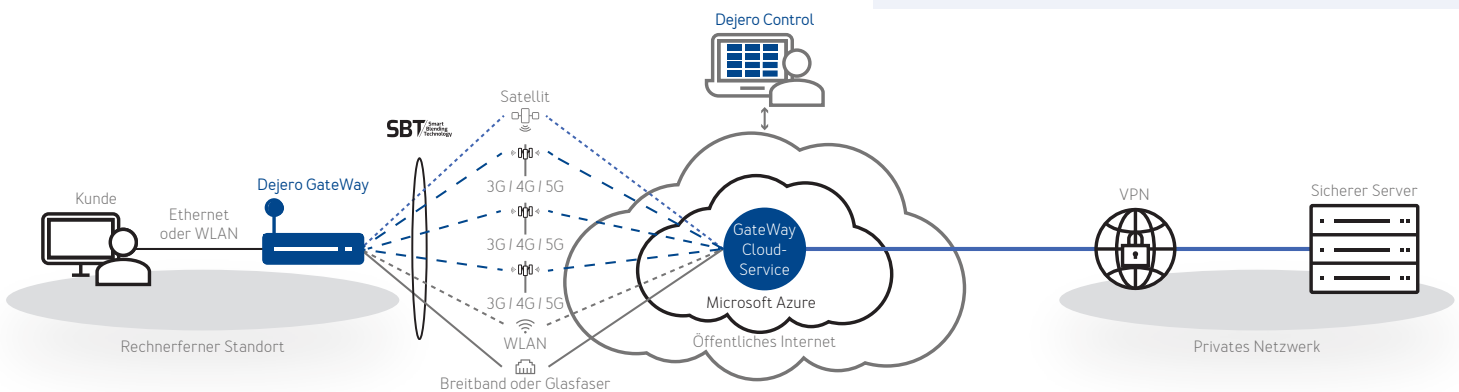 Dejero Control
Satellit
SBT Smart
Blending
Technology
3G / 4G / 5G
Dejero GateWay
Kunde
Ethernet
oder WLAN
3G / 4G / 5G
3G / 4G / 5G
WLAN
Breitband oder Glasfaser
Rechnerferner Standort
GateWay
Cloud-
Service
Microsoft Azure
Öffentliches Internet
VPN
Sicherer Server
Privates Netzwerk